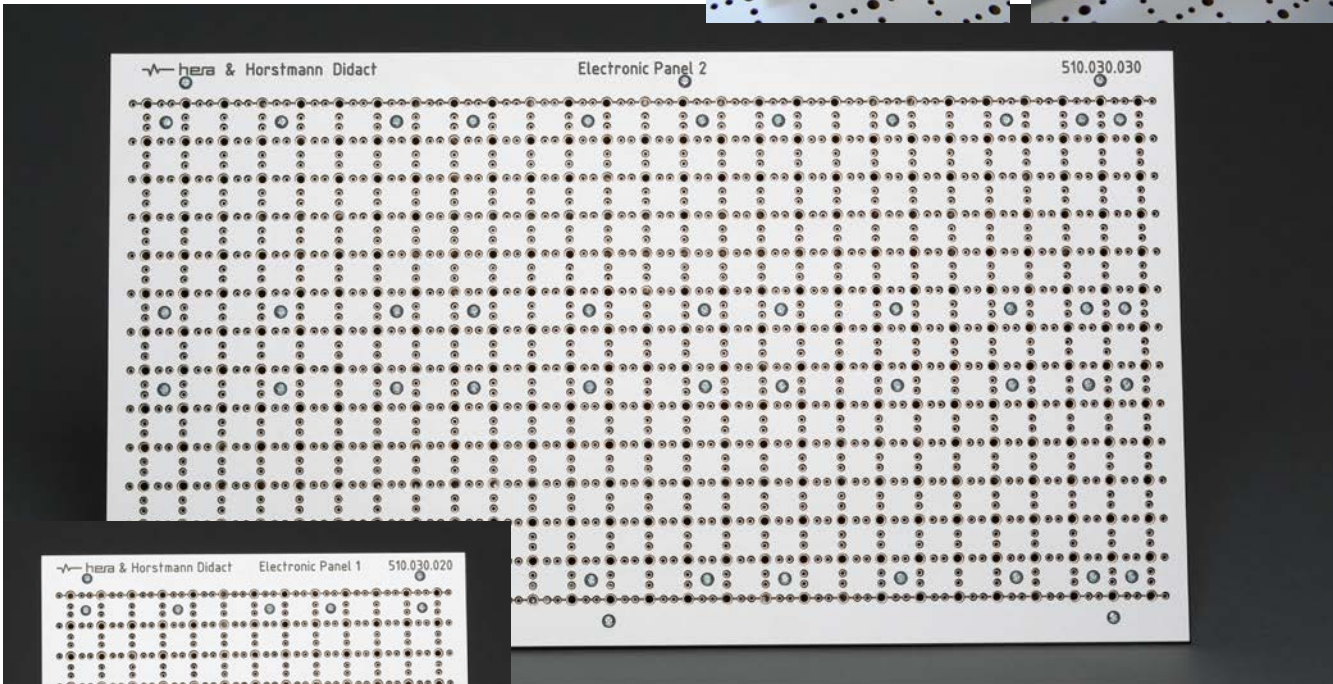 hera & Horstmann Didact Electronic Panel 2 510.030.030
hera & Horstmann Didact Electronic Panel 1 510.030.020